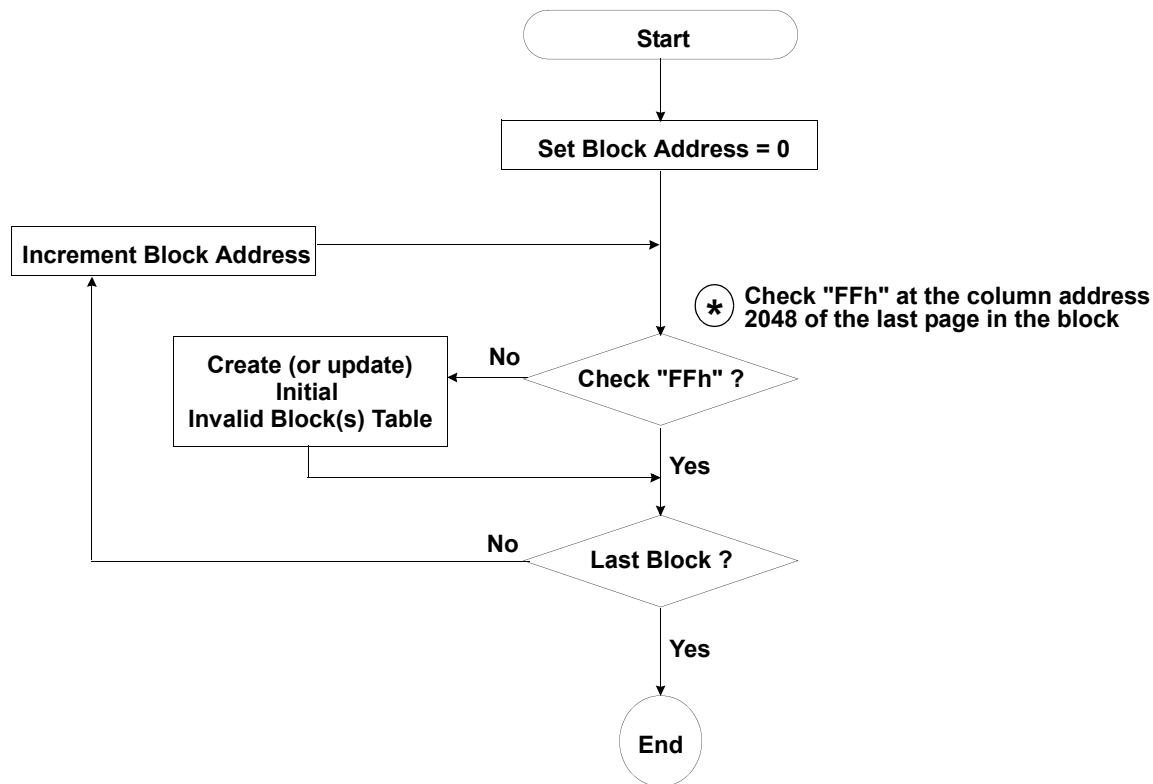 Start
Set Block Address = 0
Increment Block Address
* Check "FFh" at the column address
2048 of the last page in the block
No
Create (or update)
Initial
Invalid Block(s) Table
Check "FFh" ?
Yes
No
Last Block ?
Yes
End